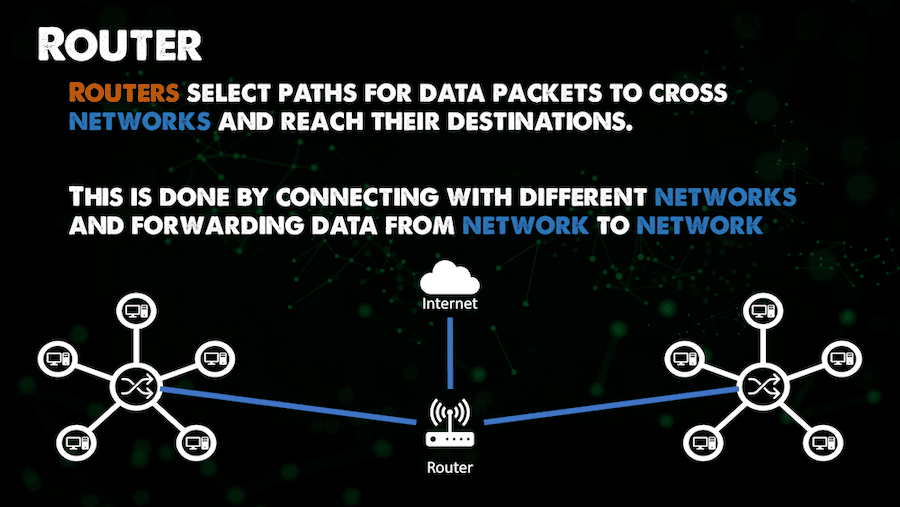 Router
Routers select paths for data packets to cross
networks and reach their destinations.
This is done by connecting with different networks
and forwarding data from network to network
Internet
Router